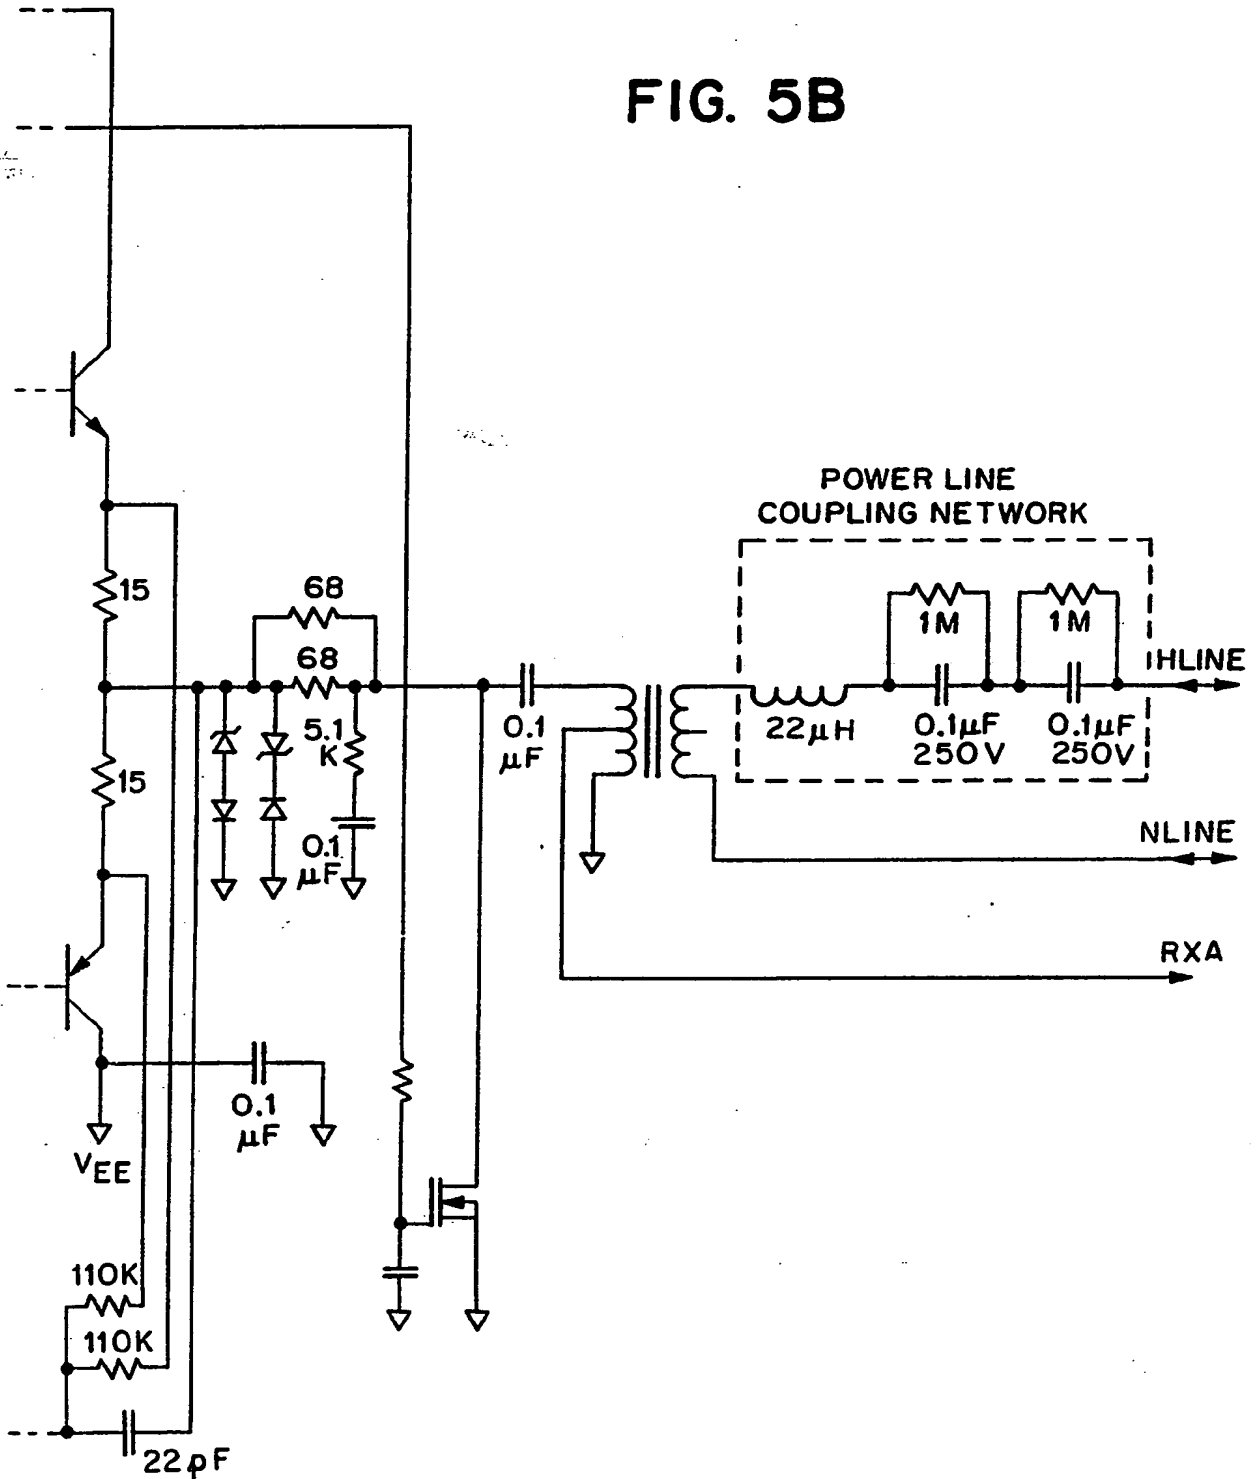 FIG. 5B
POWER LINE
COUPLING NETWORK
15
68
68
1M
1M
HLINE
5.1
K
0.1
µF
22µH
0.1µF
250V
0.1µF
250V
15
0.1
µF
NLINE
RXA
0.1
µF
VEE
110K
110K
22pF